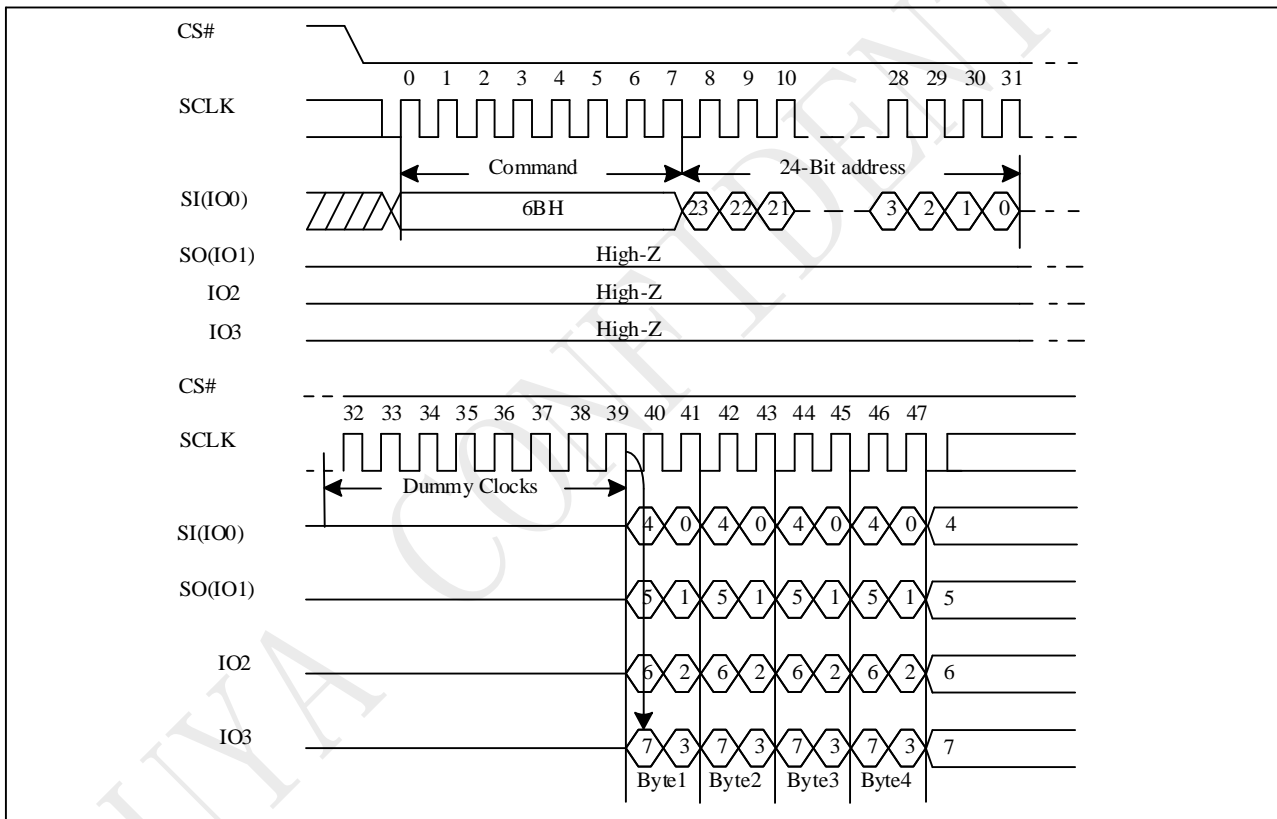 CS#
0 1 2 3 4 5 6 7 8 9 10 28 29 30 31
SCLK
Command 24-Bit address
SI(IO0) 6BH 23 22 21 3 2 1 0
SO(IO1) High-Z
IO2 High-Z
IO3 High-Z
CS#
32 33 34 35 36 37 38 39 40 41 42 43 44 45 46 47
SCLK
Dummy Clocks
SI(IO0) 4 0 4 0 4 0 4 0 4
SO(IO1) 5 1 5 1 5 1 5 1 5
IO2 6 2 6 2 6 2 6 2 6
IO3 7 3 7 3 7 3 7 3 7
Byte1 Byte2 Byte3 Byte4
UYA CONFIDENT